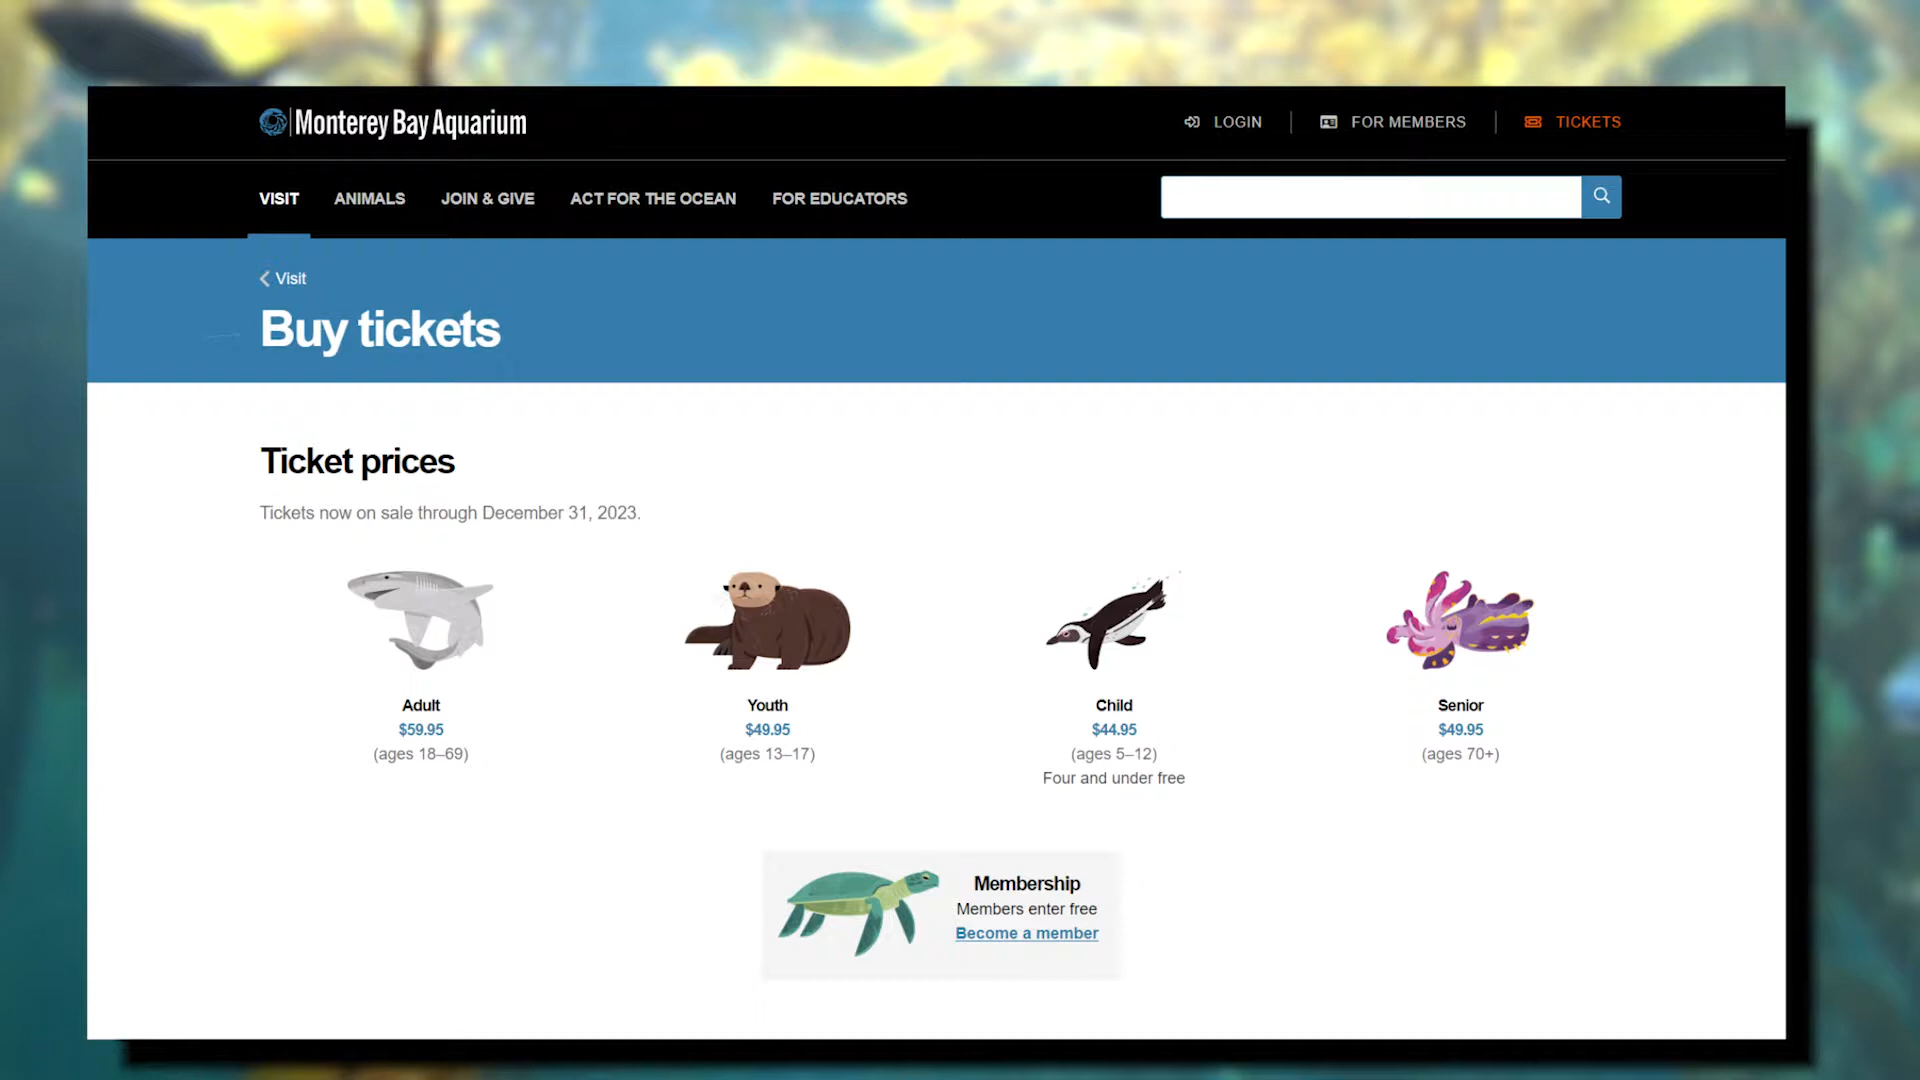 Monterey Bay Aquarium
LOGIN
FOR MEMBERS
TICKETS
VISIT
ANIMALS
JOIN & GIVE
ACT FOR THE OCEAN
FOR EDUCATORS
Visit
Buy tickets
Ticket prices
Tickets now on sale through December 31, 2023.
Adult
$59.95
(ages 18–69)
Youth
$49.95
(ages 13–17)
Child
$44.95
(ages 5–12)
Four and under free
Senior
$49.95
(ages 70+)
Membership
Members enter free
Become a member